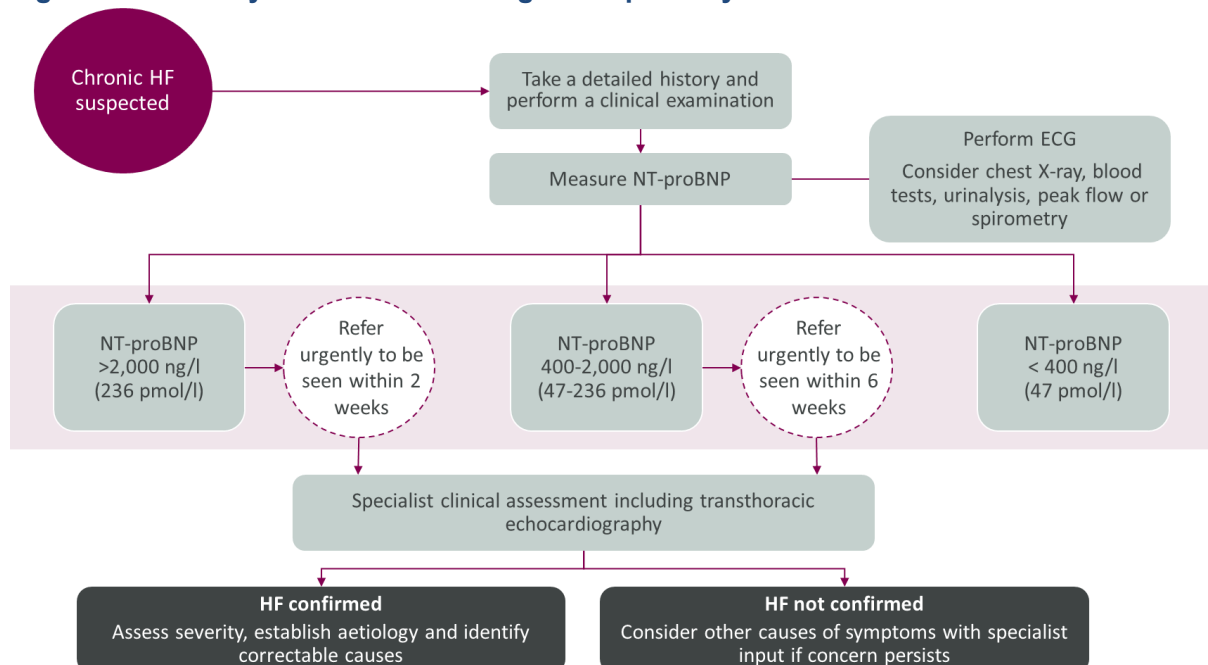 Chronic HF
suspected
Take a detailed history and
perform a clinical examination
Measure NT-proBNP
Perform ECG
Consider chest X-ray, blood
tests, urinalysis, peak flow or
spirometry
NT-proBNP
>2,000 ng/l
(236 pmol/l)
Refer
urgently to be
seen within 2
weeks
NT-proBNP
400-2,000 ng/l
(47-236 pmol/l)
Refer
urgently to be
seen within 6
weeks
NT-proBNP
< 400 ng/l
(47 pmol/l)
Specialist clinical assessment including transthoracic
echocardiography
HF confirmed
Assess severity, establish aetiology and identify
correctable causes
HF not confirmed
Consider other causes of symptoms with specialist
input if concern persists